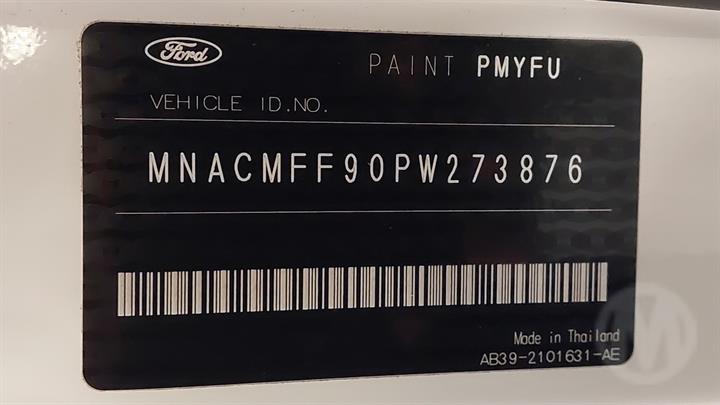 Ford
PAINT PMYFU
VEHICLE ID.NO.
MNACMFF90PW273876
Made in Thailand
AB39-2101631-AE